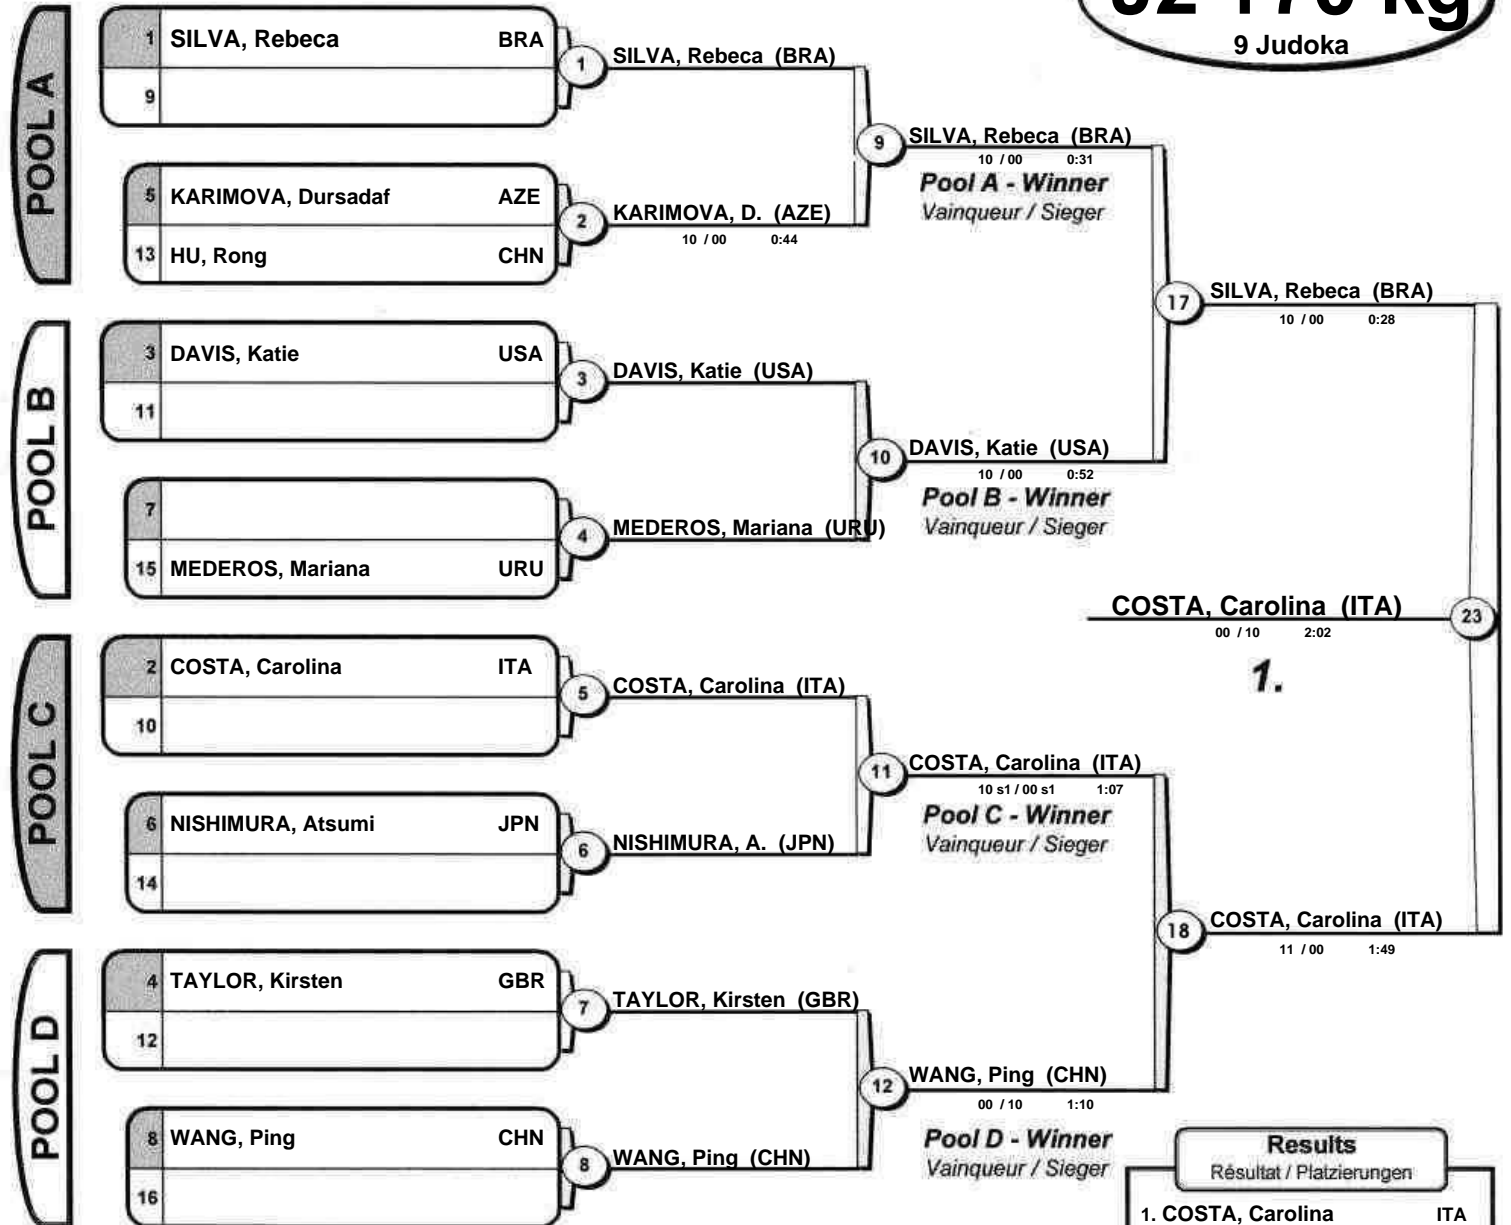 9 Judoka
POOL A
1 SILVA, Rebeca BRA
9
1
SILVA, Rebeca (BRA)
5 KARIMOVA, Dursadaf AZE
13 HU, Rong CHN
2
KARIMOVA, D. (AZE)
10 / 00 0:44
9
SILVA, Rebeca (BRA)
10 / 00 0:31
Pool A - Winner
Vainqueur / Sieger
POOL B
3 DAVIS, Katie USA
11
3
DAVIS, Katie (USA)
7
15 MEDEROS, Mariana URU
4
MEDEROS, Mariana (URU)
10
DAVIS, Katie (USA)
10 / 00 0:52
Pool B - Winner
Vainqueur / Sieger
17
SILVA, Rebeca (BRA)
10 / 00 0:28
COSTA, Carolina (ITA)
23
00 / 10 2:02
1.
POOL C
2 COSTA, Carolina ITA
10
5
COSTA, Carolina (ITA)
6 NISHIMURA, Atsumi JPN
14
6
NISHIMURA, A. (JPN)
11
COSTA, Carolina (ITA)
10 s1 / 00 s1 1:07
Pool C - Winner
Vainqueur / Sieger
POOL D
4 TAYLOR, Kirsten GBR
12
7
TAYLOR, Kirsten (GBR)
8 WANG, Ping CHN
16
8
WANG, Ping (CHN)
12
WANG, Ping (CHN)
00 / 10 1:10
Pool D - Winner
Vainqueur / Sieger
18
COSTA, Carolina (ITA)
11 / 00 1:49
Results
Résultat / Platzierungen
1. COSTA, Carolina ITA